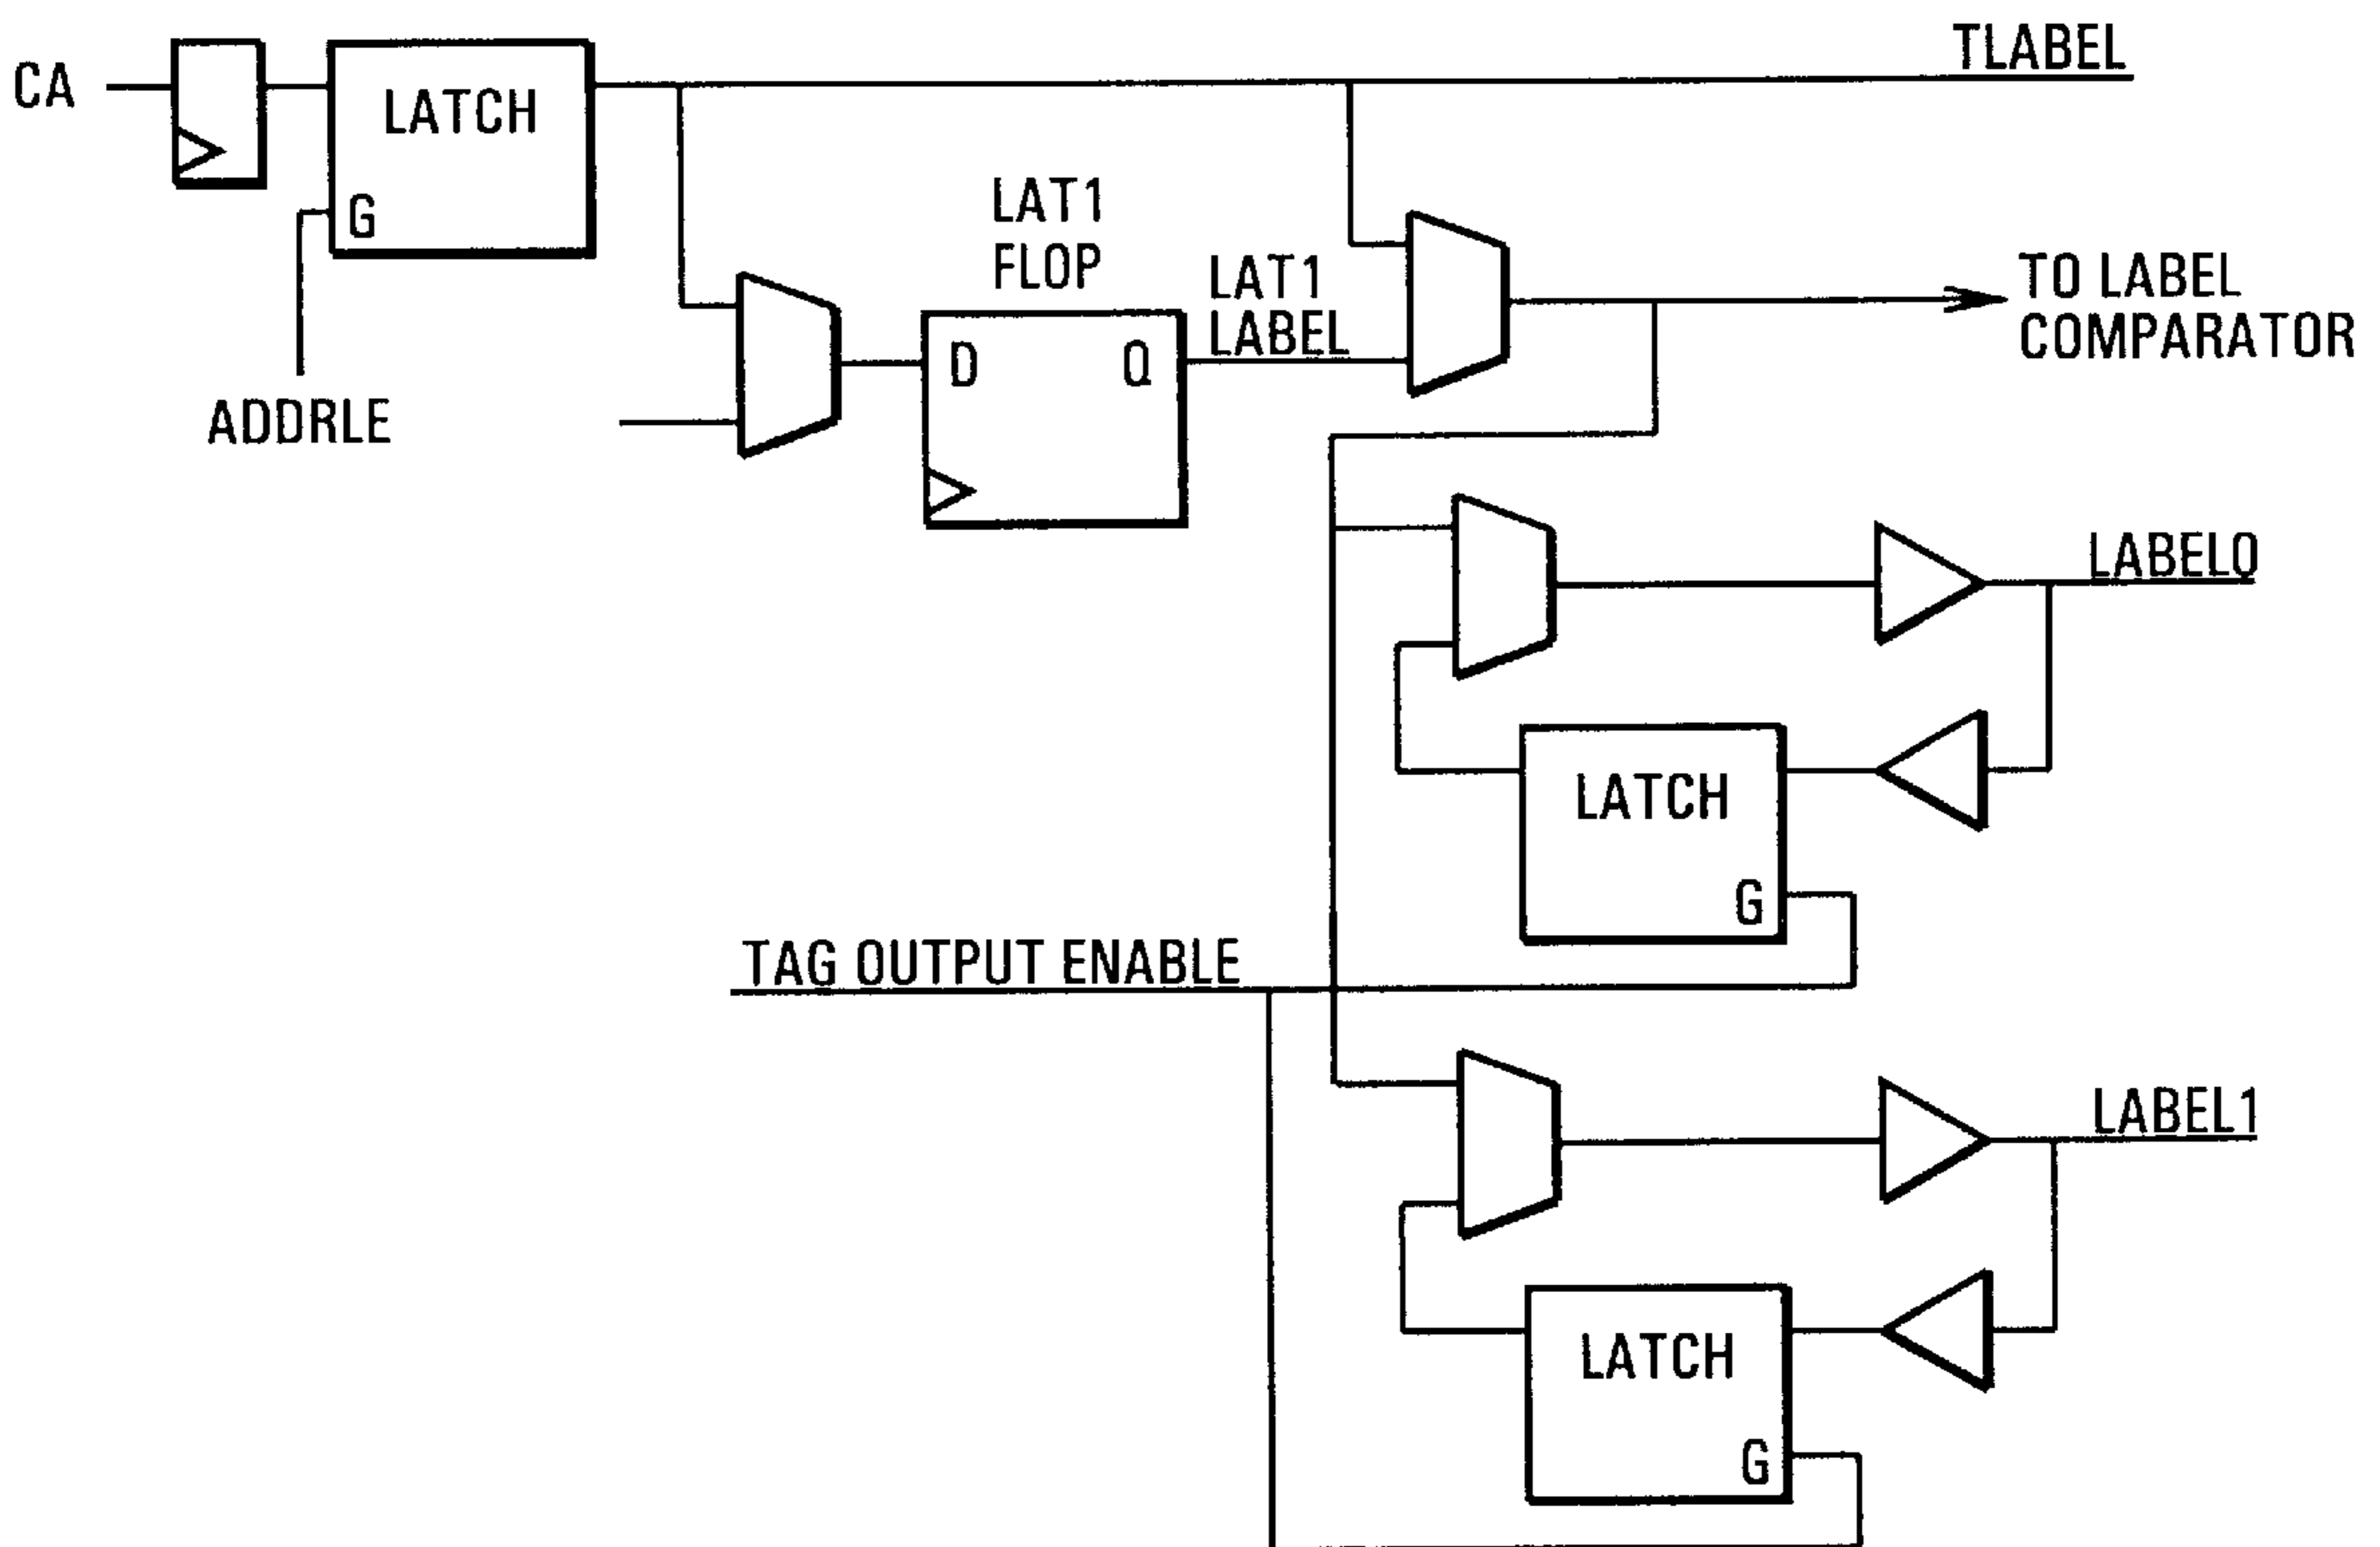 TLABEL
CA
LATCH
G
LAT1
FLOP
LAT1
LABEL
TO LABEL
COMPARATOR
D
Q
ADDRLE
LABEL0
LATCH
G
TAG OUTPUT ENABLE
LABEL1
LATCH
G